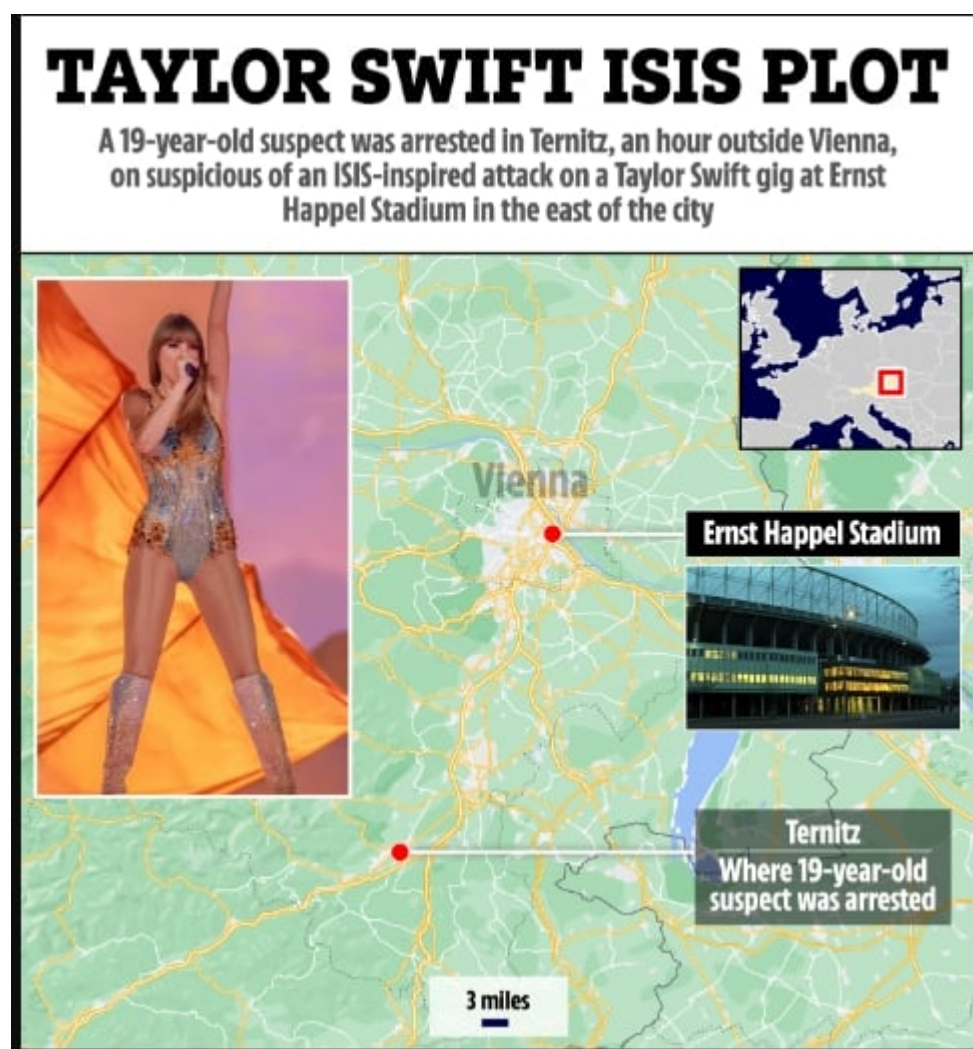 TAYLOR SWIFT ISIS PLOT
A 19-year-old suspect was arrested in Ternitz, an hour outside Vienna,
on suspicious of an ISIS-inspired attack on a Taylor Swift gig at Ernst
Happel Stadium in the east of the city
Vienna
Ernst Happel Stadium
Ternitz
Where 19-year-old
suspect was arrested
3 miles